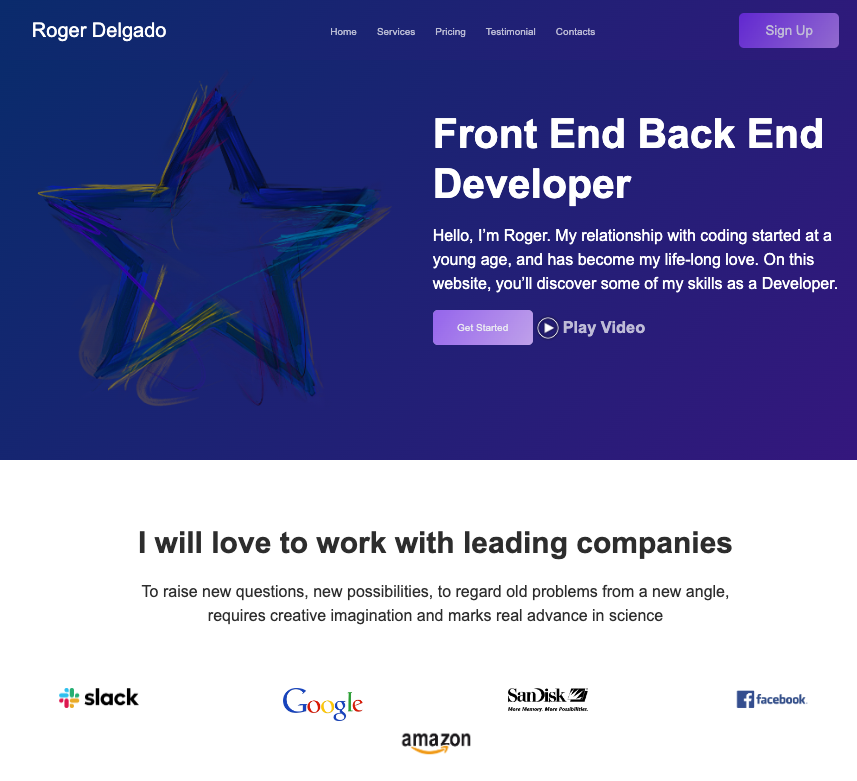 Roger Delgado
Home Services Pricing Testimonial Contacts
Sign Up
Front End Back End
Developer
Hello, I’m Roger. My relationship with coding started at a
young age, and has become my life-long love. On this
website, you’ll discover some of my skills as a Developer.
Get Started
Play Video
I will love to work with leading companies
To raise new questions, new possibilities, to regard old problems from a new angle,
requires creative imagination and marks real advance in science
slack
Google
SanDisk
More Memory. More Possibilities.
facebook.
amazon